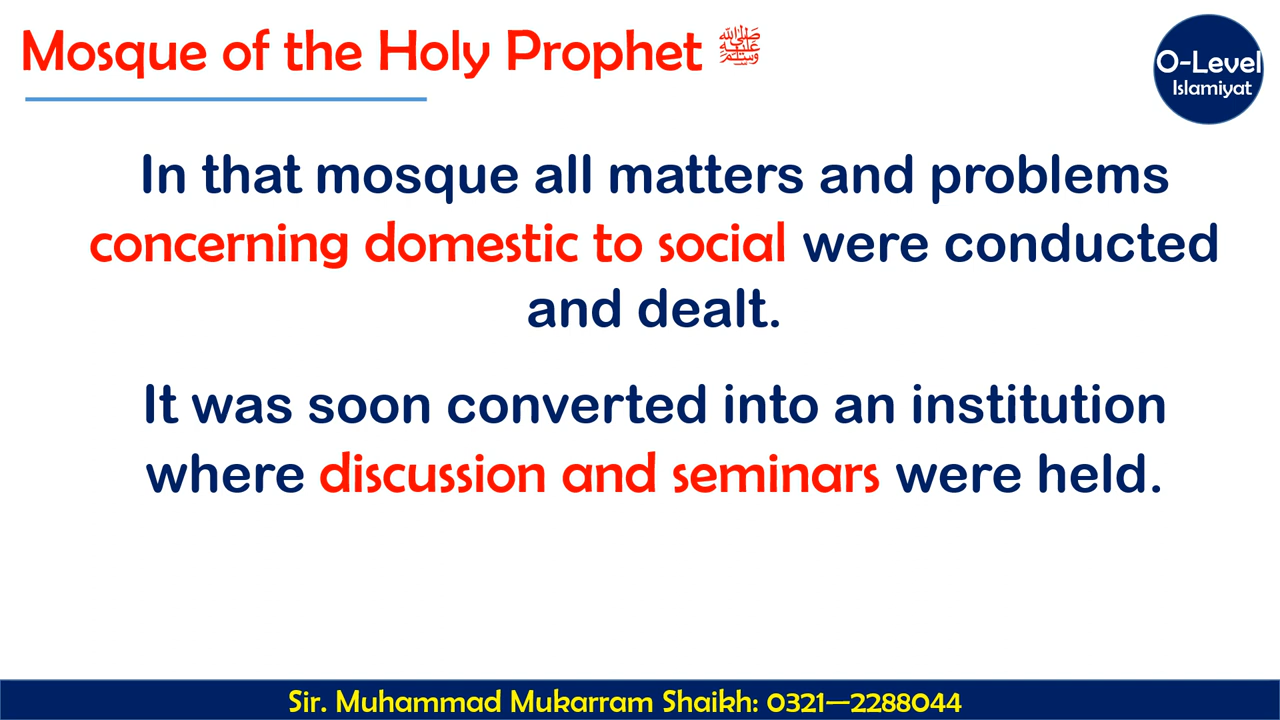 Mosque of the Holy Prophet ﷺ
O-Level
Islamiyat
In that mosque all matters and problems
concerning domestic to social were conducted
and dealt.
It was soon converted into an institution
where discussion and seminars were held.
Sir. Muhammad Mukarram Shaikh: 0321—2288044